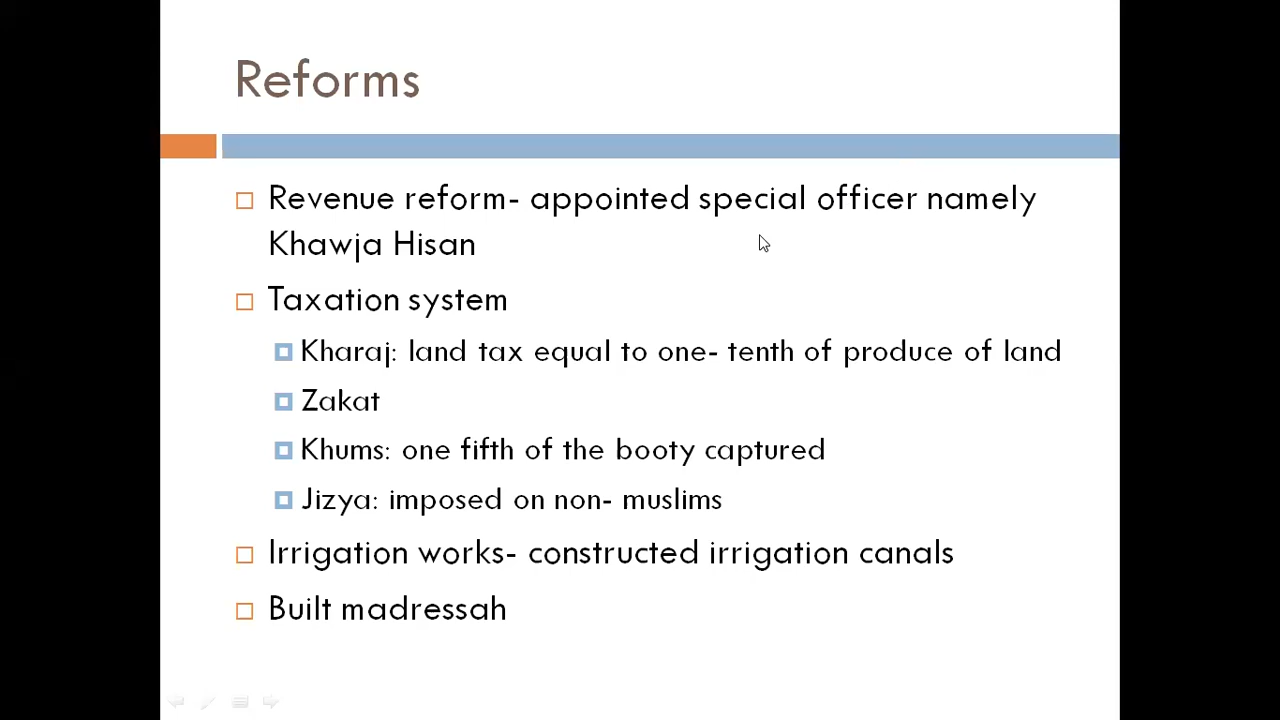 Reforms
Revenue reform- appointed special officer namely
Khawja Hisan
Taxation system
Kharaj: land tax equal to one- tenth of produce of land
Zakat
Khums: one fifth of the booty captured
Jizya: imposed on non- muslims
Irrigation works- constructed irrigation canals
Built madressah